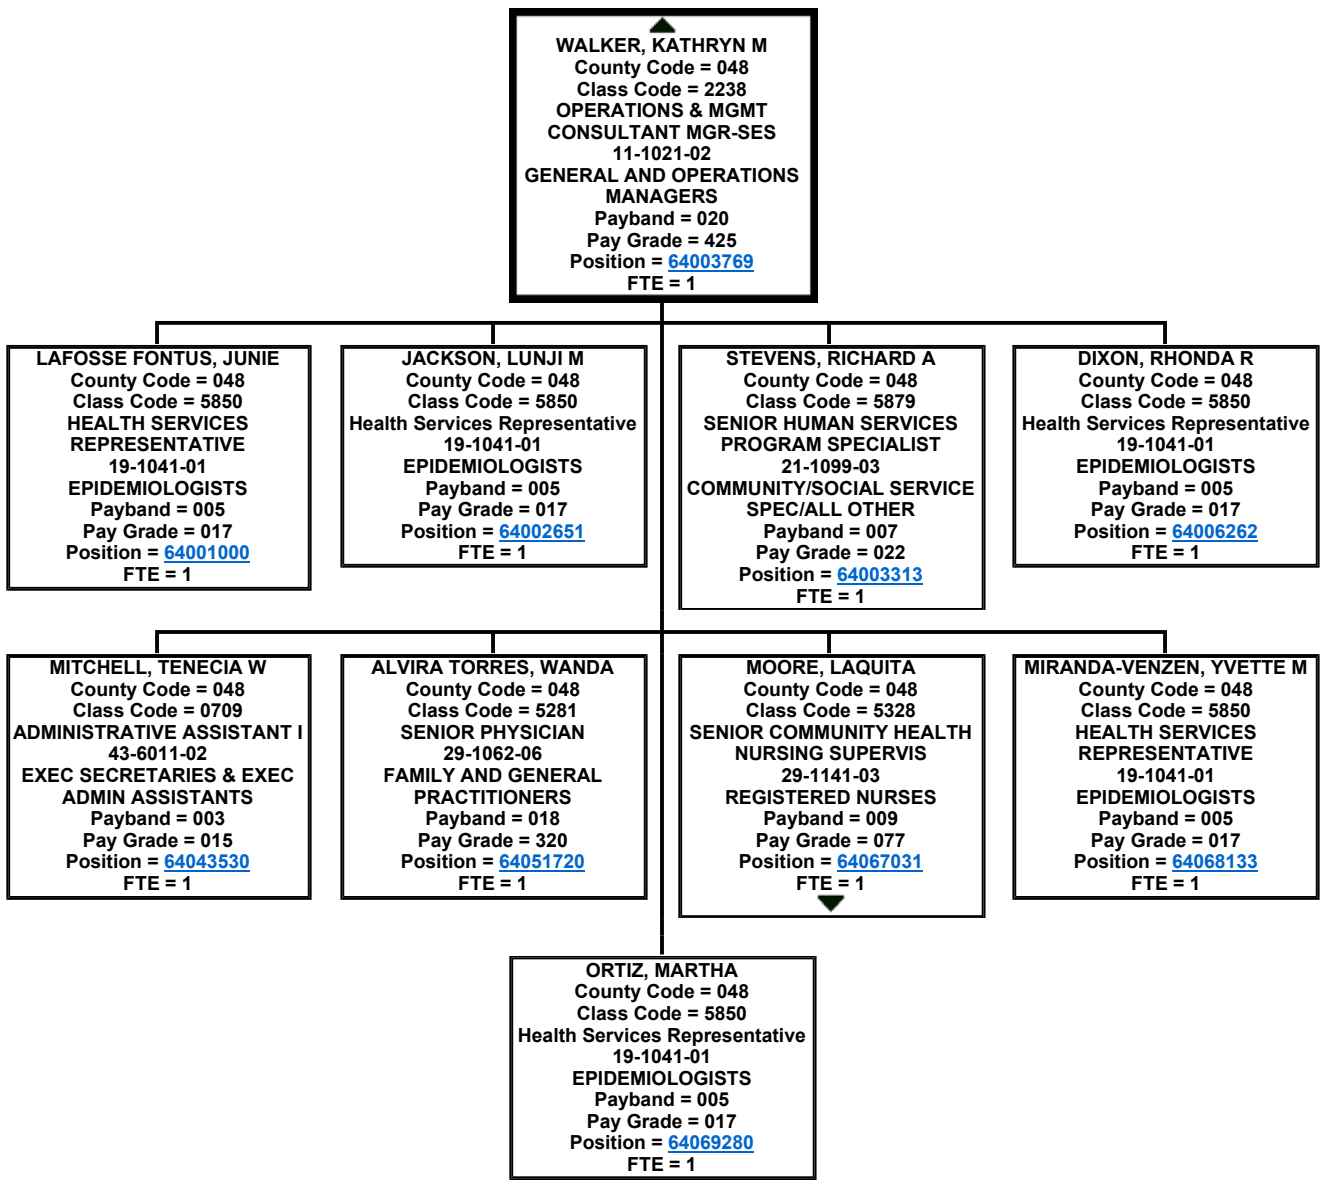 WALKER, KATHRYN M
County Code = 048
Class Code = 2238
OPERATIONS & MGMT
CONSULTANT MGR-SES
11-1021-02
GENERAL AND OPERATIONS
MANAGERS
Payband = 020
Pay Grade = 425
Position = 64003769
FTE = 1
LAFOSSE FONTUS, JUNIE
County Code = 048
Class Code = 5850
HEALTH SERVICES
REPRESENTATIVE
19-1041-01
EPIDEMIOLOGISTS
Payband = 005
Pay Grade = 017
Position = 64001000
FTE = 1
JACKSON, LUNJI M
County Code = 048
Class Code = 5850
Health Services Representative
19-1041-01
EPIDEMIOLOGISTS
Payband = 005
Pay Grade = 017
Position = 64002651
FTE = 1
STEVENS, RICHARD A
County Code = 048
Class Code = 5879
SENIOR HUMAN SERVICES
PROGRAM SPECIALIST
21-1099-03
COMMUNITY/SOCIAL SERVICE
SPEC/ALL OTHER
Payband = 007
Pay Grade = 022
Position = 64003313
FTE = 1
DIXON, RHONDA R
County Code = 048
Class Code = 5850
Health Services Representative
19-1041-01
EPIDEMIOLOGISTS
Payband = 005
Pay Grade = 017
Position = 64006262
FTE = 1
MITCHELL, TENECIA W
County Code = 048
Class Code = 0709
ADMINISTRATIVE ASSISTANT I
43-6011-02
EXEC SECRETARIES & EXEC
ADMIN ASSISTANTS
Payband = 003
Pay Grade = 015
Position = 64043530
FTE = 1
ALVIRA TORRES, WANDA
County Code = 048
Class Code = 5281
SENIOR PHYSICIAN
29-1062-06
FAMILY AND GENERAL
PRACTITIONERS
Payband = 018
Pay Grade = 320
Position = 64051720
FTE = 1
MOORE, LAQUITA
County Code = 048
Class Code = 5328
SENIOR COMMUNITY HEALTH
NURSING SUPERVIS
29-1141-03
REGISTERED NURSES
Payband = 009
Pay Grade = 077
Position = 64067031
FTE = 1
MIRANDA-VENZEN, YVETTE M
County Code = 048
Class Code = 5850
HEALTH SERVICES
REPRESENTATIVE
19-1041-01
EPIDEMIOLOGISTS
Payband = 005
Pay Grade = 017
Position = 64068133
FTE = 1
ORTIZ, MARTHA
County Code = 048
Class Code = 5850
Health Services Representative
19-1041-01
EPIDEMIOLOGISTS
Payband = 005
Pay Grade = 017
Position = 64069280
FTE = 1